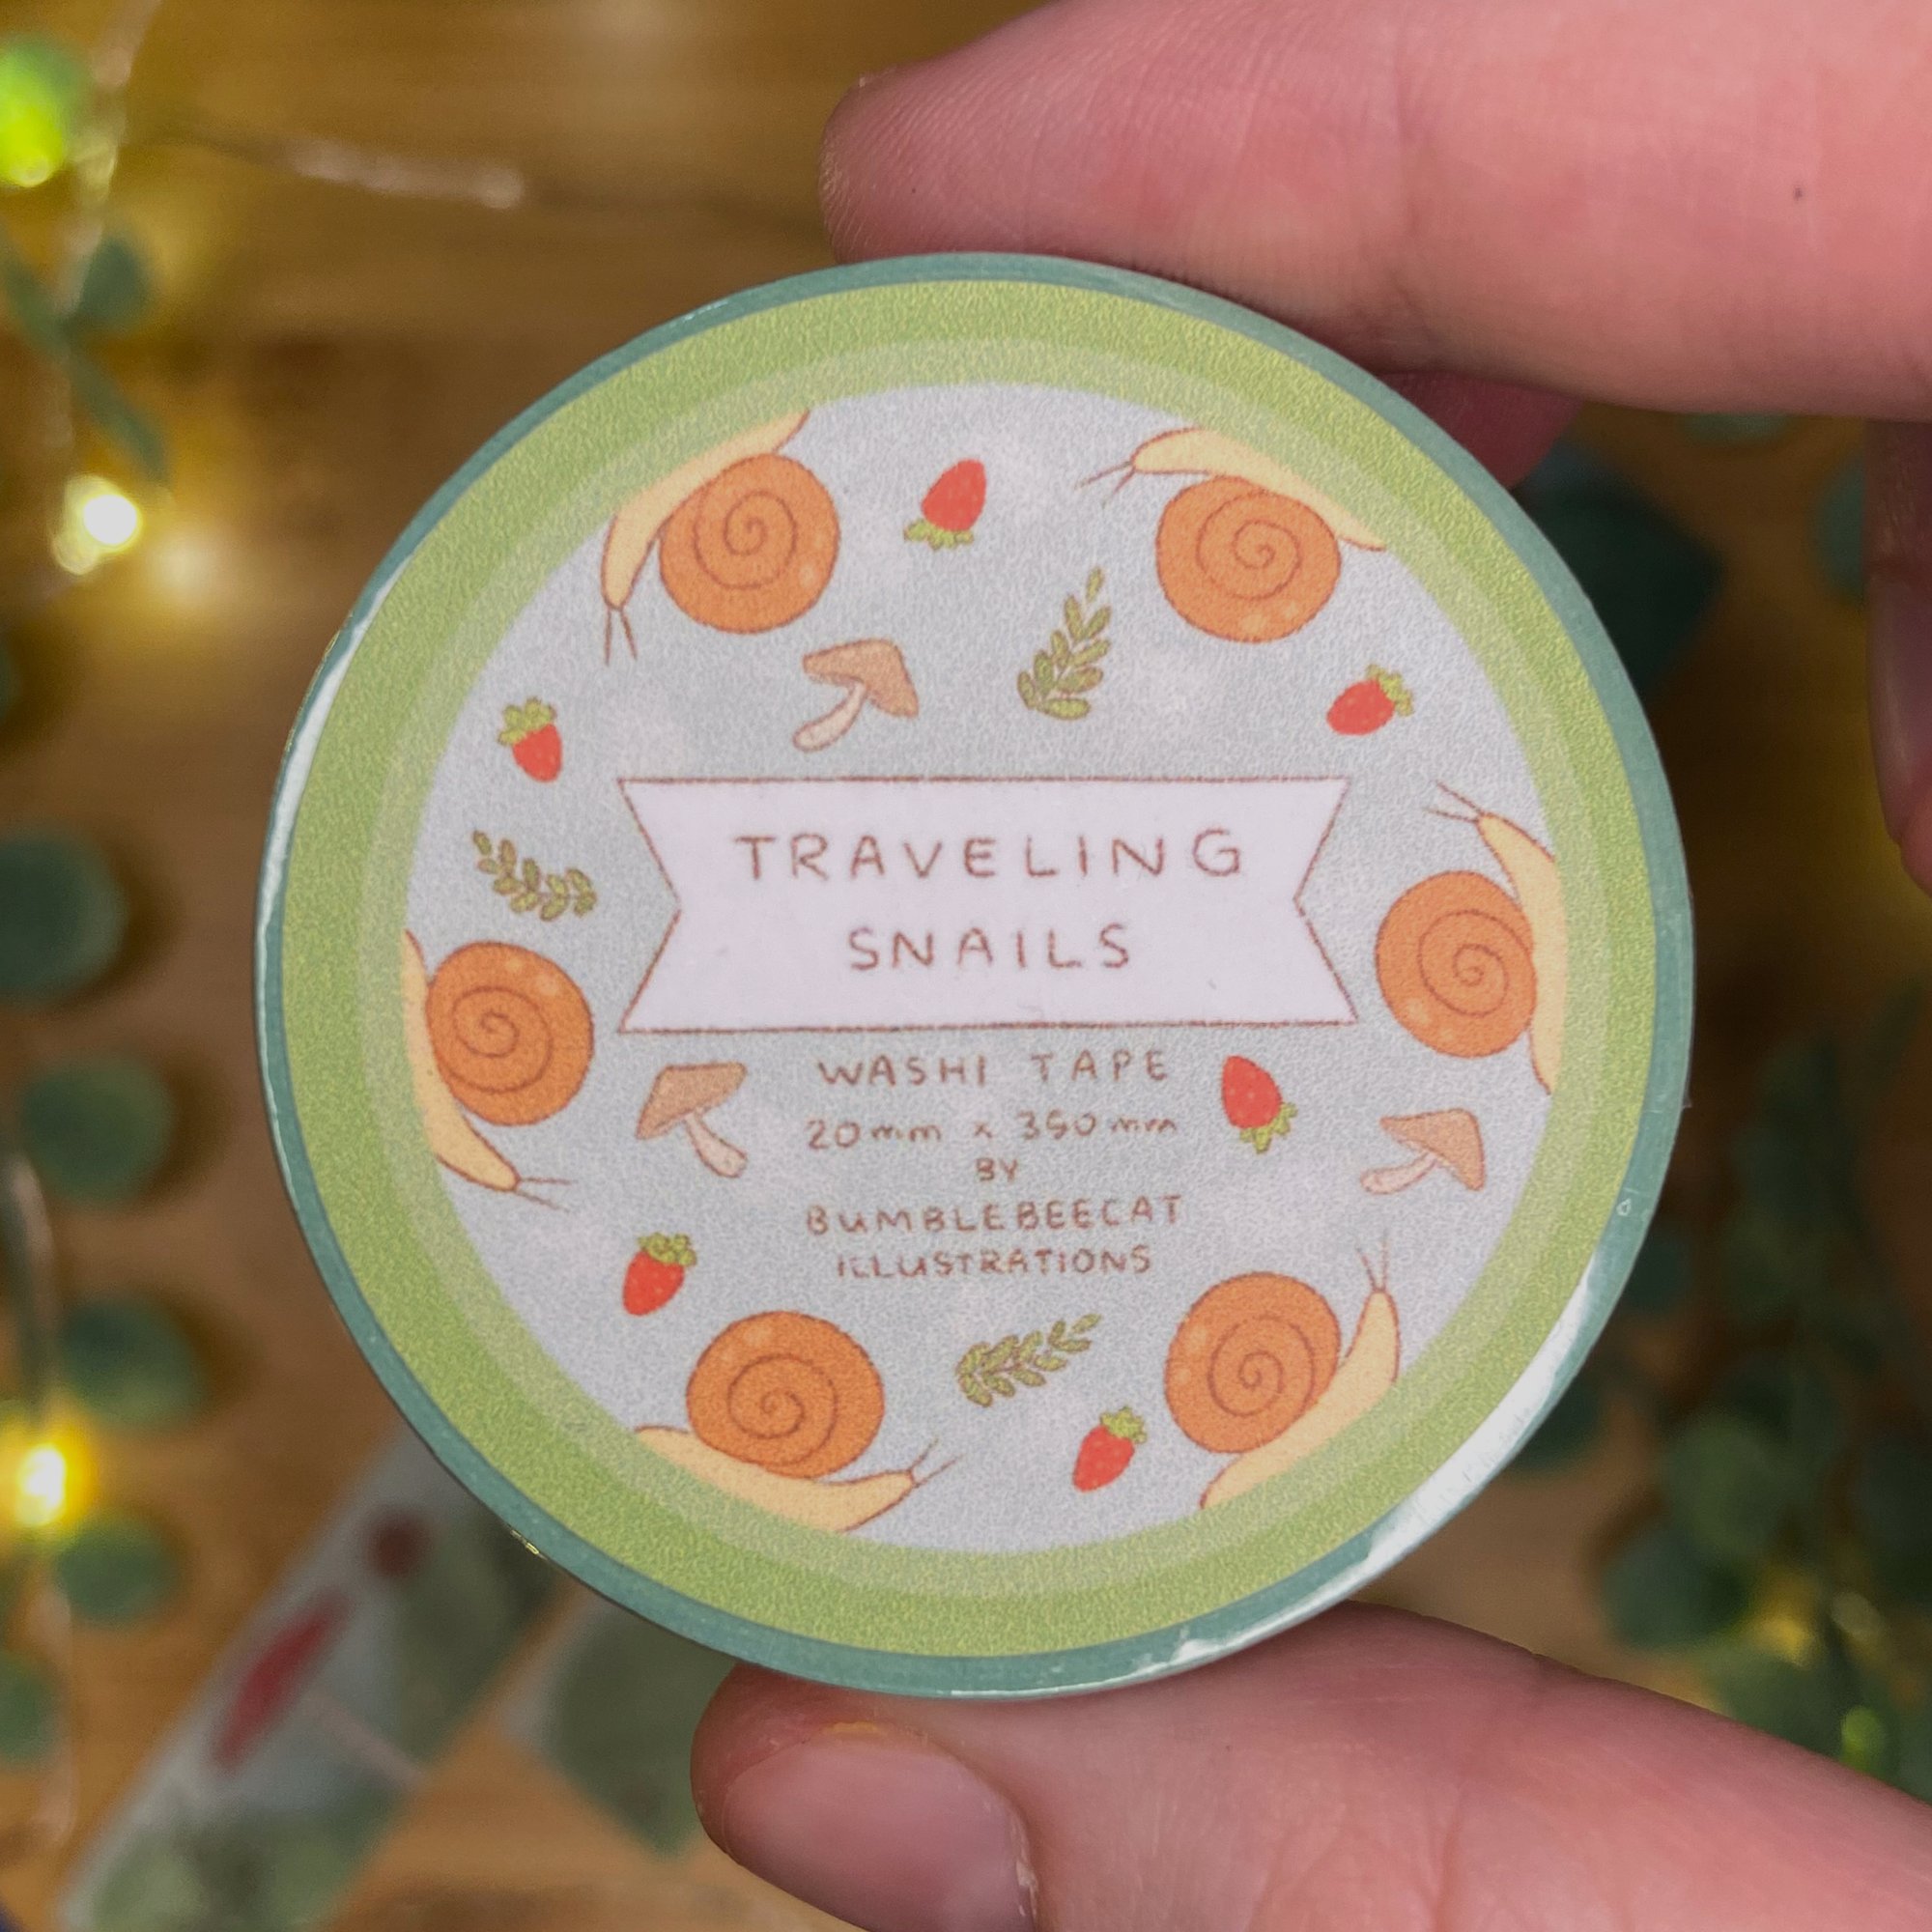 TRAVELING
SNAILS
WASHI TAPE
20mm x 350mm
BY
BUMBLEBEECAT
ILLUSTRATIONS